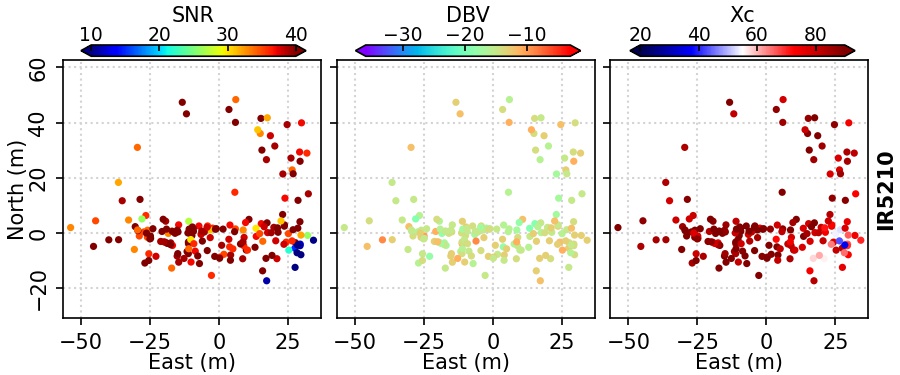 SNR DBV Xc
10 20 30 40 −30 −20 −10 20 40 60 80
60
40
20
0
−20
North (m)
IR5210
−50 −25 0 25 −50 −25 0 25 −50 −25 0 25
East (m) East (m) East (m)